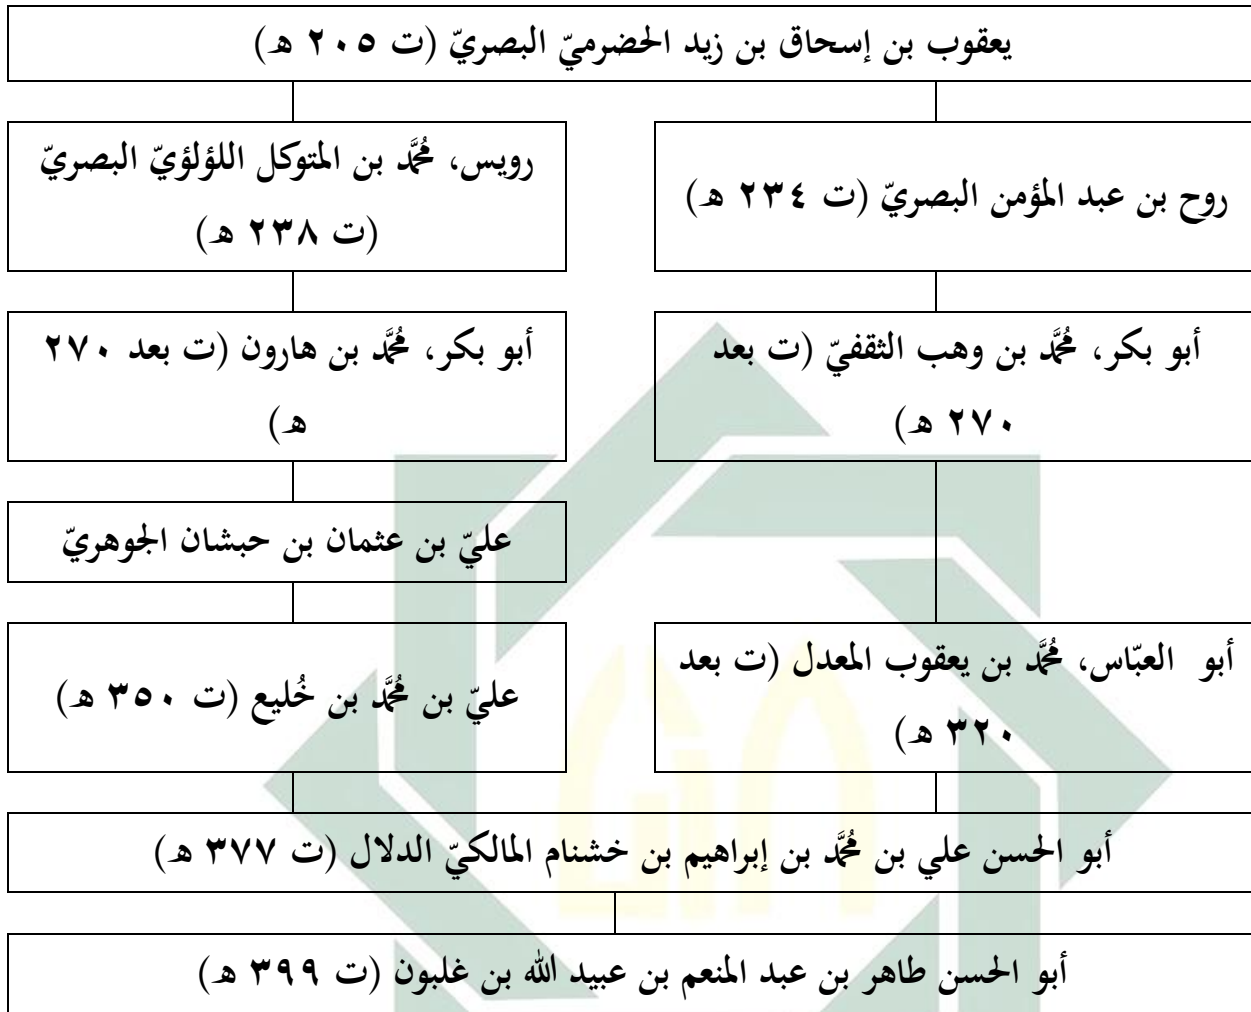 يعقوب بن إسحاق بن زيد الحضرميّ البصريّ (ت ٢٠٥ هـ)
روح بن عبد المؤمن البصريّ (ت ٢٣٤ هـ)
رويس، مُحَمَّد بن المتوكل اللؤلؤيّ البصريّ
(ت ٢٣٨ هـ)
أبو بكر، مُحَمَّد بن وهب الثقفيّ (ت بعد
٢٧٠ هـ)
أبو بكر، مُحَمَّد بن هارون (ت بعد ٢٧٠
هـ)
عليّ بن عثمان بن حبشان الجوهريّ
أبو العبّاس، مُحَمَّد بن يعقوب المعدل (ت بعد
٣٢٠ هـ)
عليّ بن مُحَمَّد بن خُليع (ت ٣٥٠ هـ)
أبو الحسن علي بن مُحَمَّد بن إبراهيم بن خشنام المالكيّ الدلال (ت ٣٧٧ هـ)
أبو الحسن طاهر بن عبد المنعم بن عبيد الله بن غلبون (ت ٣٩٩ هـ)